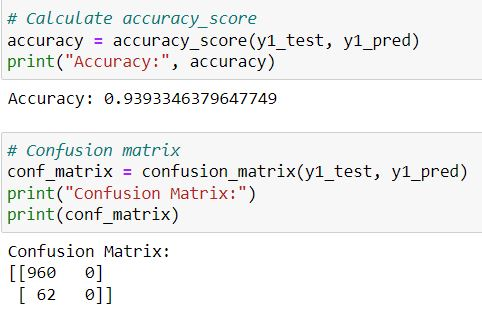 # Calculate accuracy_score
accuracy = accuracy_score(y1_test, y1_pred)
print("Accuracy:", accuracy)
Accuracy: 0.9393346379647749
# Confusion matrix
conf_matrix = confusion_matrix(y1_test, y1_pred)
print("Confusion Matrix:")
print(conf_matrix)
Confusion Matrix:
[[960   0]
 [ 62   0]]